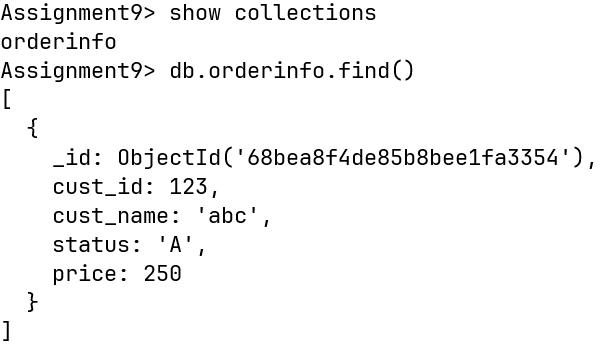 Assignment9> show collections
orderinfo
Assignment9> db.orderinfo.find()
[
  {
    _id: ObjectId('68bea8f4de85b8bee1fa3354'),
    cust_id: 123,
    cust_name: 'abc',
    status: 'A',
    price: 250
  }
]